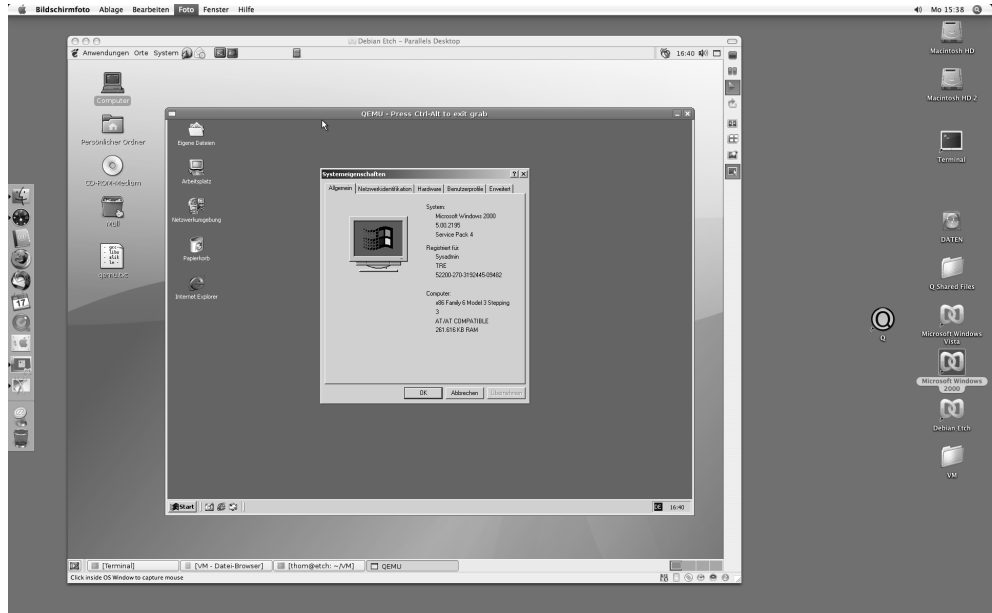 Bildschirmfoto Ablage Bearbeiten Foto Fenster Hilfe
Mo 15:38
Debian Etch – Parallels Desktop
Anwendungen Orte System
16:40
Computer
Persönlicher Ordner
CD-ROM-Medium
Müll
QEMU - Press Ctrl-Alt to exit grab
Eigene Dateien
Arbeitsplatz
Netzwerkumgebung
Papierkorb
Internet Explorer
Systemeigenschaften
Allgemein Netzwerkidentifikation Hardware Benutzerprofile Erweitert
System:
Microsoft Windows 2000
5.00.2195
Service Pack 4
Registriert für:
Sysadmin
TRE
52200-270-3192445-09482
Computer:
x86 Family 6 Model 3 Stepping
3
AT/AT COMPATIBLE
261.616 KB RAM
OK Abbrechen Übernehmen
Start
DE 16:40
[Terminal] [VM - Datei-Browser] [thom@etch: ~/VM] QEMU
Click inside OS Window to capture mouse
17
Macintosh HD
Macintosh HD 2
Terminal
DATEN
Q Shared Files
Q
Microsoft Windows
Vista
Microsoft Windows
2000
Debian Etch
VM